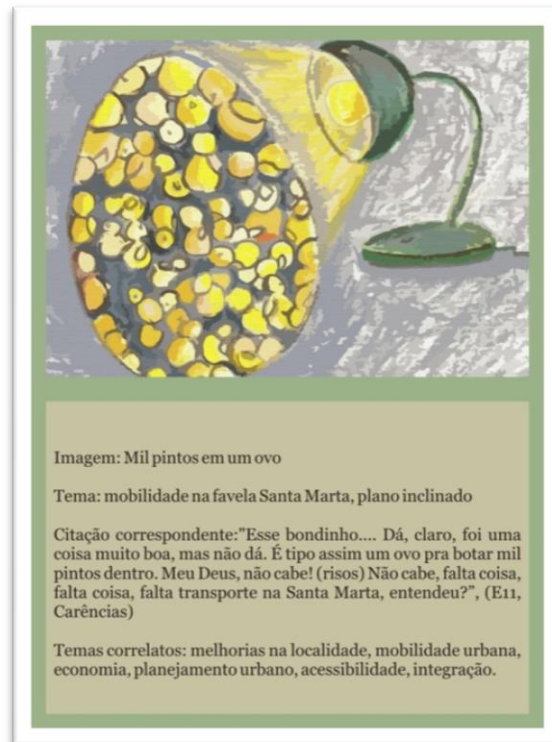 Imagem: Mil pintos em um ovo
Tema: mobilidade na favela Santa Marta, plano inclinado
Citação correspondente:"Esse bondinho.... Dá, claro, foi uma
coisa muito boa, mas não dá. É tipo assim um ovo pra botar mil
pintos dentro. Meu Deus, não cabe! (risos) Não cabe, falta coisa,
falta coisa, falta transporte na Santa Marta, entendeu?", (E11,
Carências)
Temas correlatos: melhorias na localidade, mobilidade urbana,
economia, planejamento urbano, acessibilidade, integração.